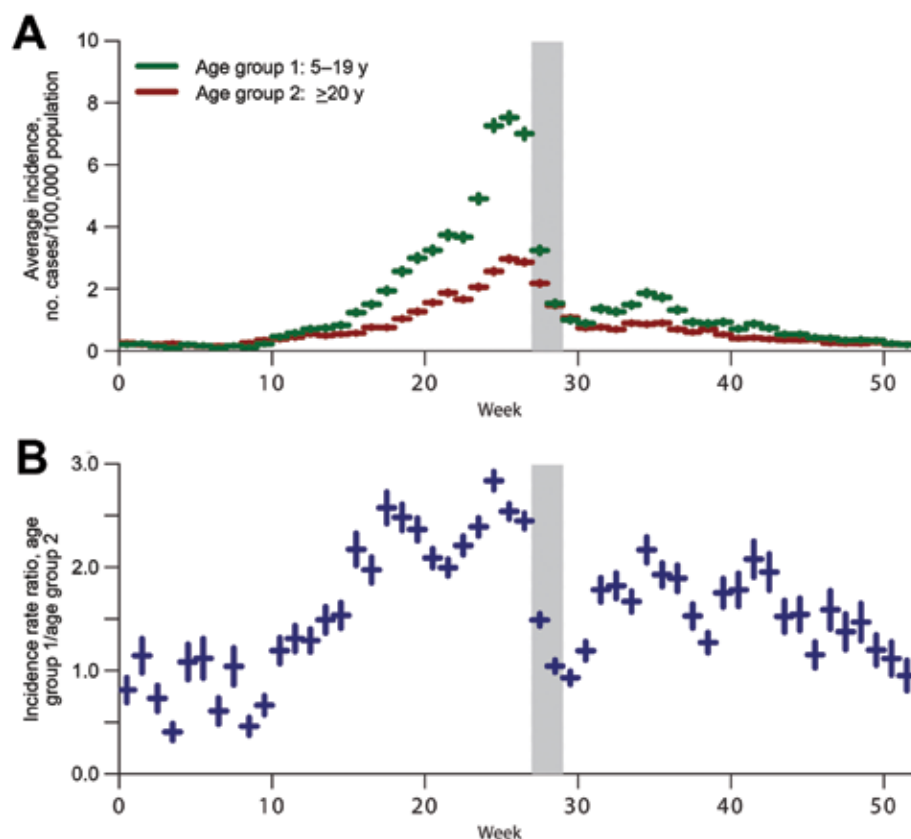 A
10
8
6
4
2
0
Average incidence,
no. cases/100,000 population
Age group 1: 5–19 y
Age group 2: ≥20 y
0 10 20 30 40 50
Week
B
3.0
2.0
1.0
0.0
Incidence rate ratio, age
group 1/age group 2
0 10 20 30 40 50
Week